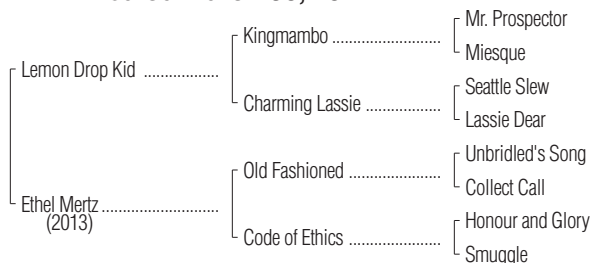 Mr. Prospector
Kingmambo ....................
Miesque
Lemon Drop Kid ..................
Seattle Slew
Charming Lassie ...................
Lassie Dear
Unbridled's Song
Old Fashioned ...................
Collect Call
Ethel Mertz ............................
(2013)
Honour and Glory
Code of Ethics .....................
Smuggle